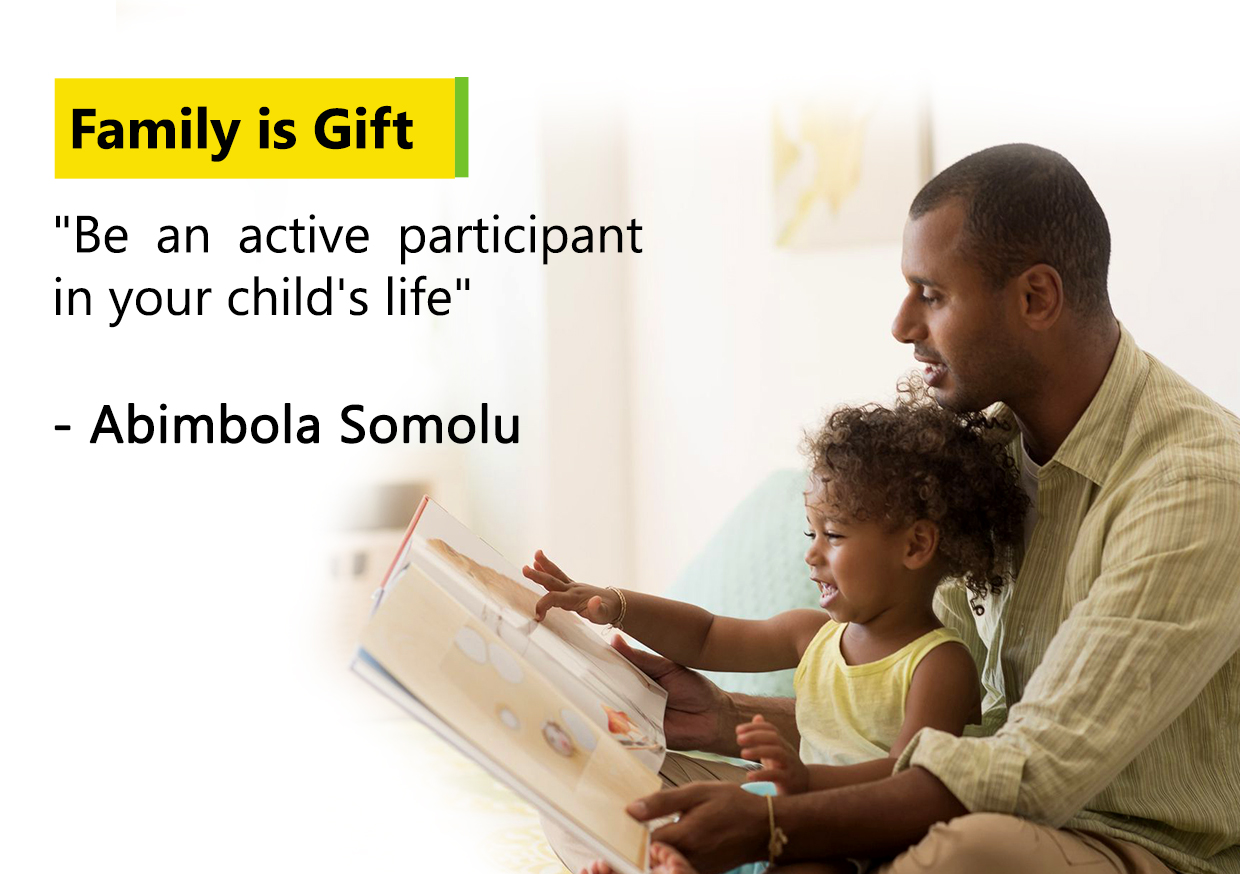 Family is Gift
"Be an active participant
in your child's life"
- Abimbola Somolu